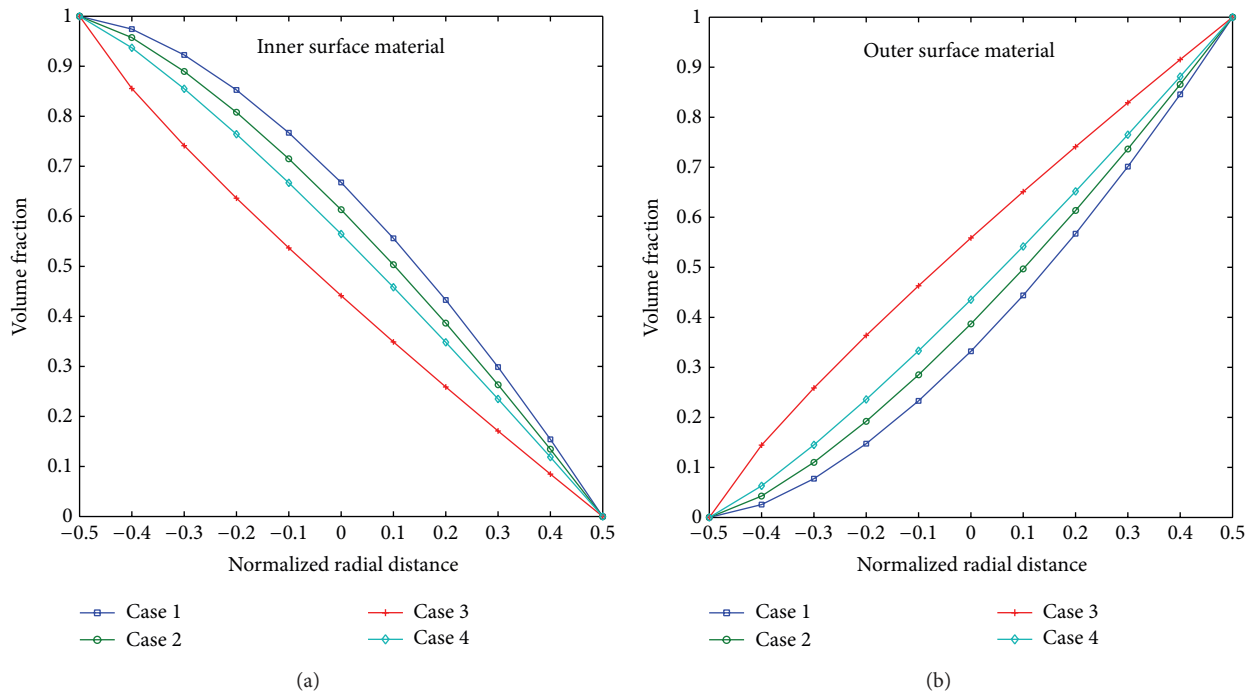 1
0.9
0.8
0.7
0.6
0.5
0.4
0.3
0.2
0.1
0
Volume fraction
Inner surface material
−0.5 −0.4 −0.3 −0.2 −0.1 0 0.1 0.2 0.3 0.4 0.5
Normalized radial distance
Case 1
Case 2
Case 3
Case 4
(a)
1
0.9
0.8
0.7
0.6
0.5
0.4
0.3
0.2
0.1
0
Volume fraction
Outer surface material
−0.5 −0.4 −0.3 −0.2 −0.1 0 0.1 0.2 0.3 0.4 0.5
Normalized radial distance
Case 1
Case 2
Case 3
Case 4
(b)